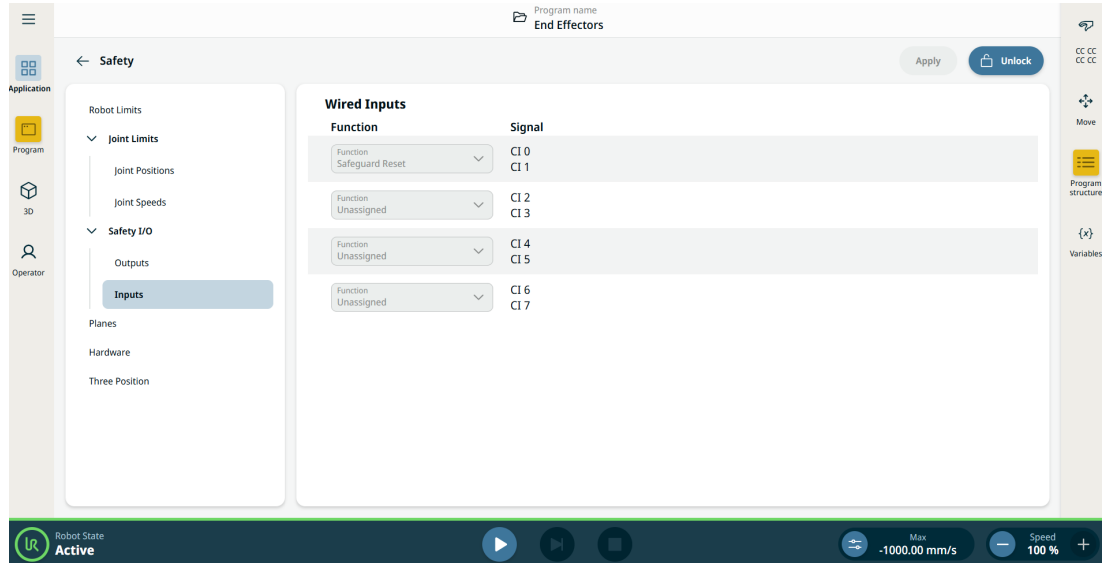 Program name
End Effectors
Application
Program
3D
Operator
Safety
Apply
Unlock
Robot Limits
Joint Limits
Joint Positions
Joint Speeds
Safety I/O
Outputs
Inputs
Planes
Hardware
Three Position
Wired Inputs
Function Signal
Function
Safeguard Reset
CI 0
CI 1
Function
Unassigned
CI 2
CI 3
Function
Unassigned
CI 4
CI 5
Function
Unassigned
CI 6
CI 7
CC CC
CC CC
Move
Program
structure
{x}
Variables
UR
Robot State
Active
Max
-1000.00 mm/s
Speed
100 %